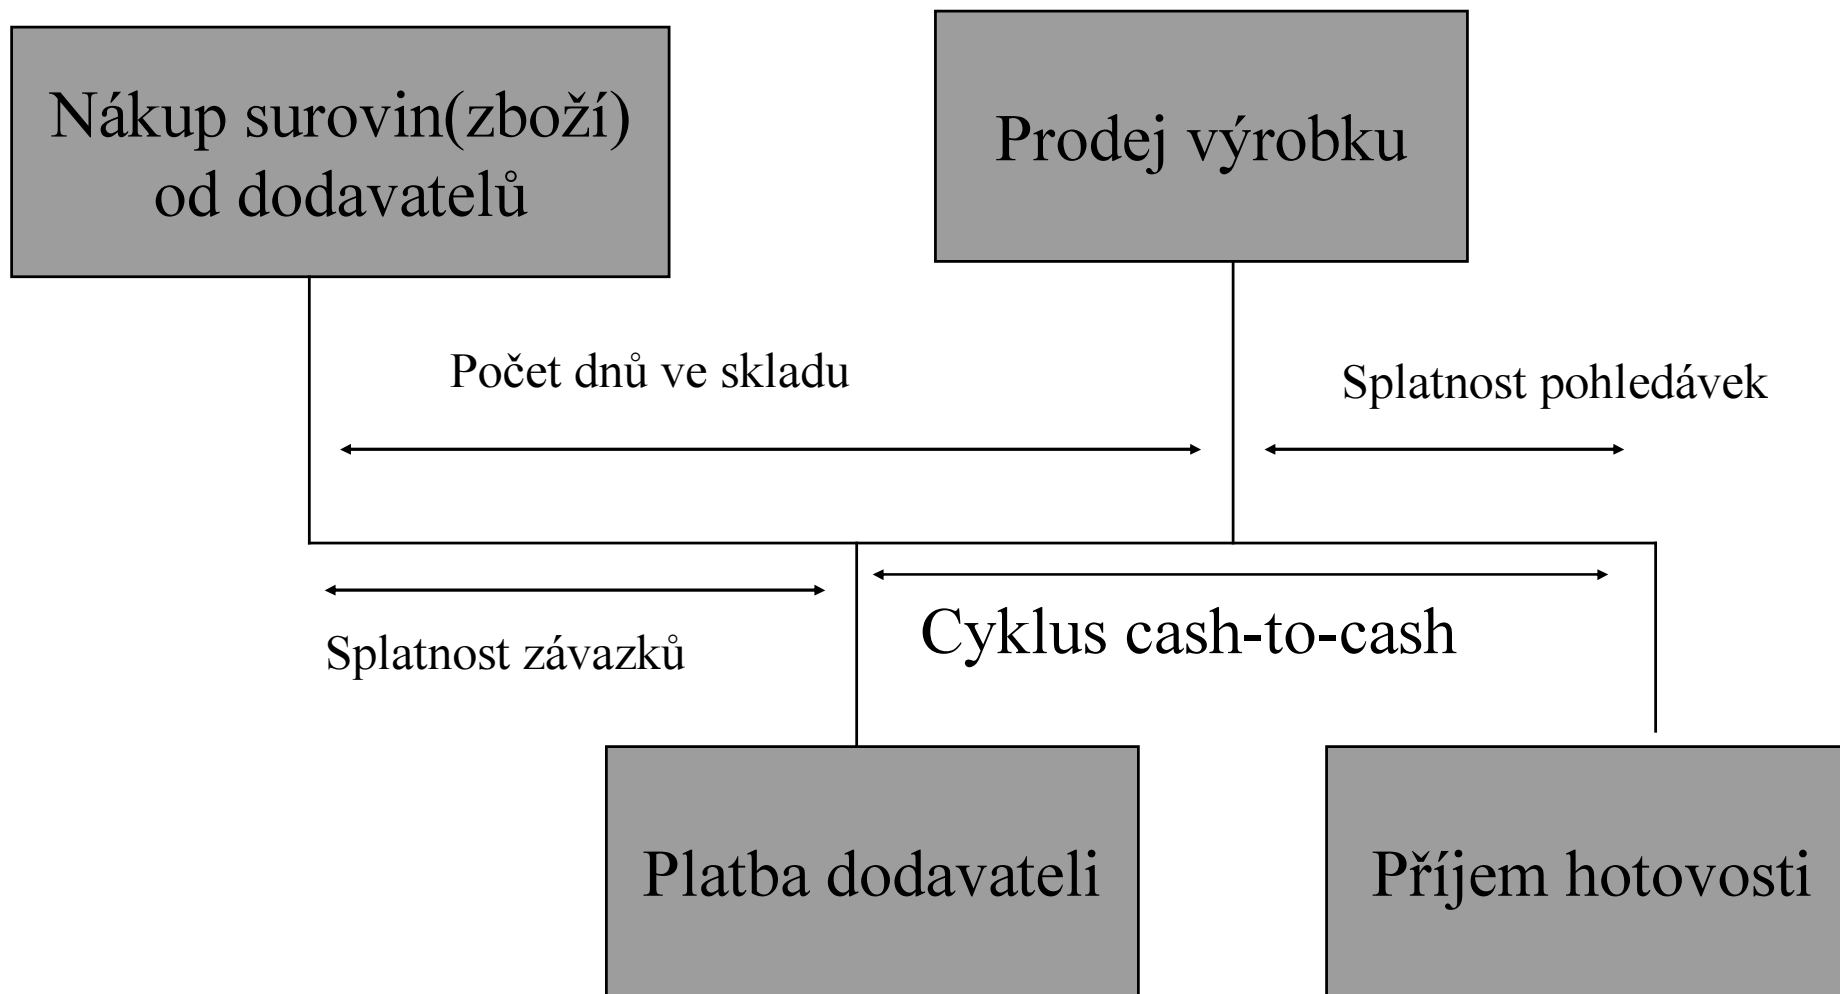 Nákup surovin(zboží)
od dodavatelů
Prodej výrobku
Počet dnů ve skladu
Splatnost pohledávek
Splatnost závazků
Cyklus cash-to-cash
Platba dodavateli
Příjem hotovosti